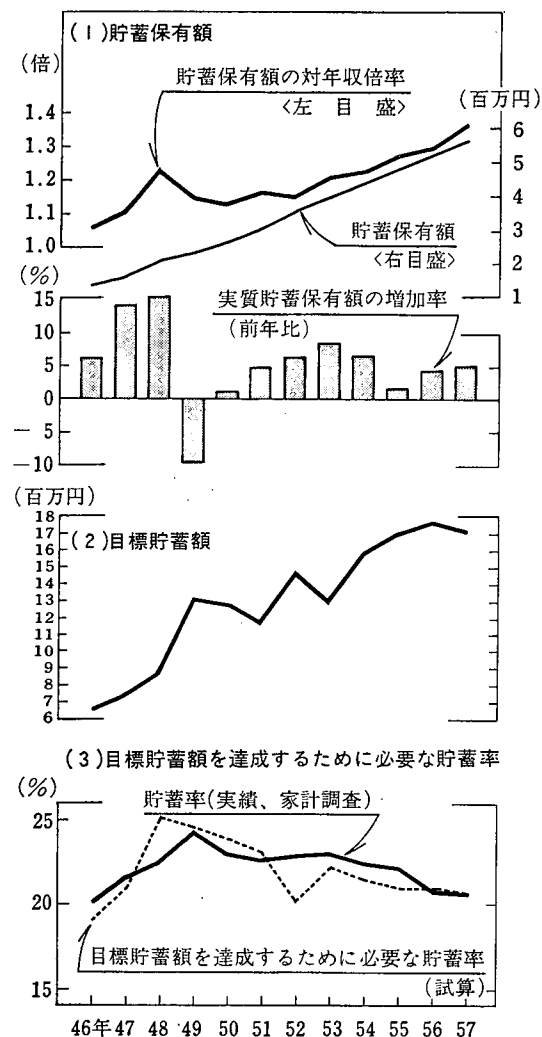 (1)貯蓄保有額
(倍)
貯蓄保有額の対年収倍率
<左目盛>
(百万円)
1.4
1.3
1.2
1.1
1.0
6
5
4
3
2
1
貯蓄保有額
<右目盛>
(%)
15
10
5
0
-5
-10
実質貯蓄保有額の増加率
(前年比)
(百万円)
18
17
16
15
14
13
12
11
10
9
8
7
6
(2)目標貯蓄額
(3)目標貯蓄額を達成するために必要な貯蓄率
(%)
貯蓄率(実績、家計調査)
25
20
15
目標貯蓄額を達成するために必要な貯蓄率
(試算)
46年 47 48 49 50 51 52 53 54 55 56 57